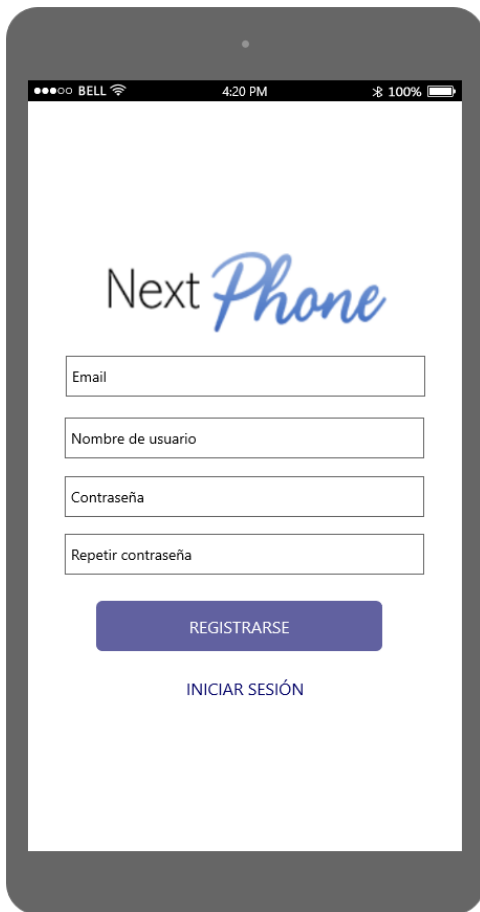 BELL 4:20 PM 100%
Next Phone
Email
Nombre de usuario
Contraseña
Repetir contraseña
REGISTRARSE
INICIAR SESIÓN